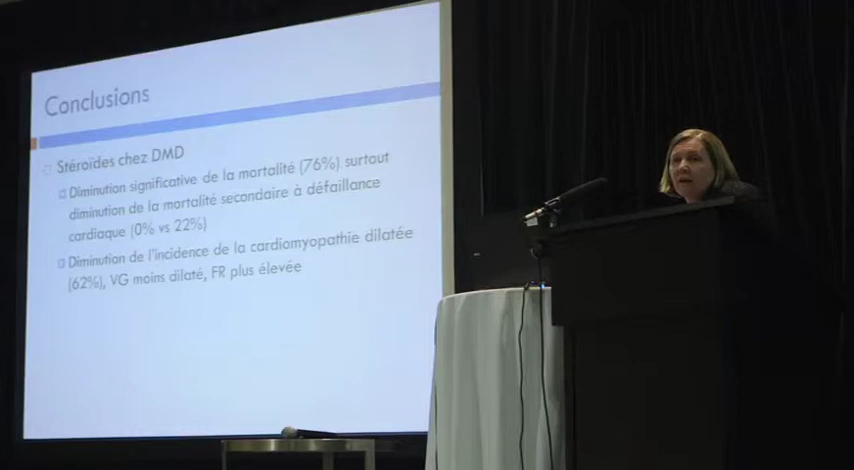 Conclusions
Stéroïdes chez DMD
Diminution significative de la mortalité (76%) surtout
diminution de la mortalité secondaire à défaillance
cardiaque (0% vs 22%)
Diminution de l'incidence de la cardiomyopathie dilatée
(62%), VG moins dilaté, FR plus élevée